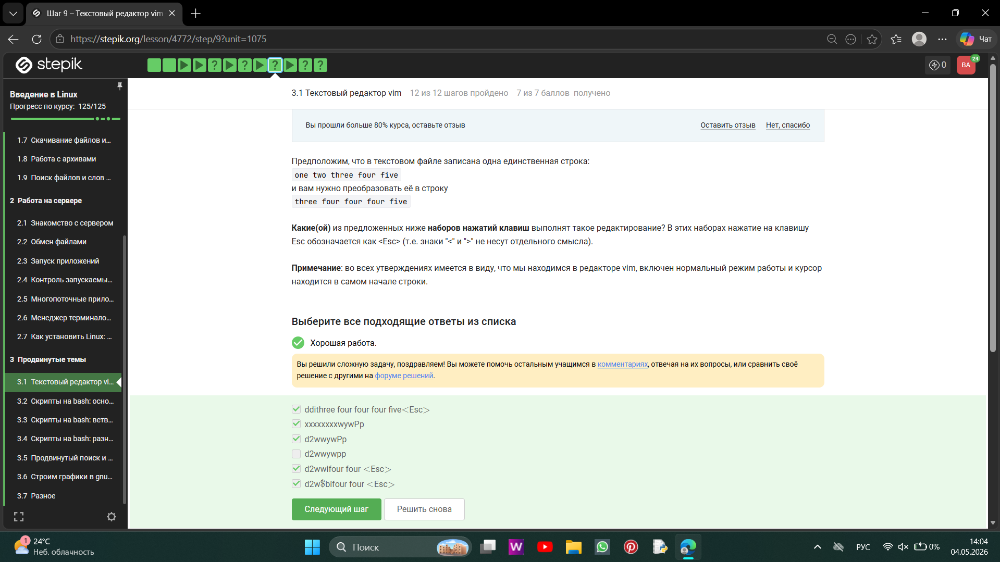 Шаг 9 – Текстовый редактор vim
https://stepik.org/lesson/4772/step/9?unit=1075
Чат
stepik
? ? ? ? ?
0
ВА
24
Введение в Linux
Прогресс по курсу: 125/125
1.7 Скачивание файлов и...
1.8 Работа с архивами
1.9 Поиск файлов и слов ...
2 Работа на сервере
2.1 Знакомство с сервером
2.2 Обмен файлами
2.3 Запуск приложений
2.4 Контроль запускаемы...
2.5 Многопоточные прило...
2.6 Менеджер терминало...
2.7 Как установить Linux: ...
3 Продвинутые темы
3.1 Текстовый редактор vi...
3.2 Скрипты на bash: осно...
3.3 Скрипты на bash: ветв...
3.4 Скрипты на bash: разн...
3.5 Продвинутый поиск и ...
3.6 Строим графики в gnu...
3.7 Разное
3.1 Текстовый редактор vim 12 из 12 шагов пройдено 7 из 7 баллов получено
Вы прошли больше 80% курса, оставьте отзыв
Оставить отзыв Нет, спасибо
Предположим, что в текстовом файле записана одна единственная строка:
one two three four five
и вам нужно преобразовать её в строку
three four four four five
Какие(ой) из предложенных ниже наборов нажатий клавиш выполнят такое редактирование? В этих наборах нажатие на клавишу
Esc обозначается как <Esc> (т.е. знаки "<" и ">" не несут отдельного смысла).
Примечание: во всех утверждениях имеется в виду, что мы находимся в редакторе vim, включен нормальный режим работы и курсор
находится в самом начале строки.
Выберите все подходящие ответы из списка
Хорошая работа.
Вы решили сложную задачу, поздравляем! Вы можете помочь остальным учащимся в комментариях, отвечая на их вопросы, или сравнить своё
решение с другими на форуме решений.
ddithree four four four five<Esc>
xxxxxxxxwywPp
d2wwywPp
d2wwywpp
d2wwifour four <Esc>
d2w$bifour four <Esc>
Следующий шаг
Решить снова
1
24°C
Неб. облачность
Поиск
W
РУС
0%
14:04
04.05.2026